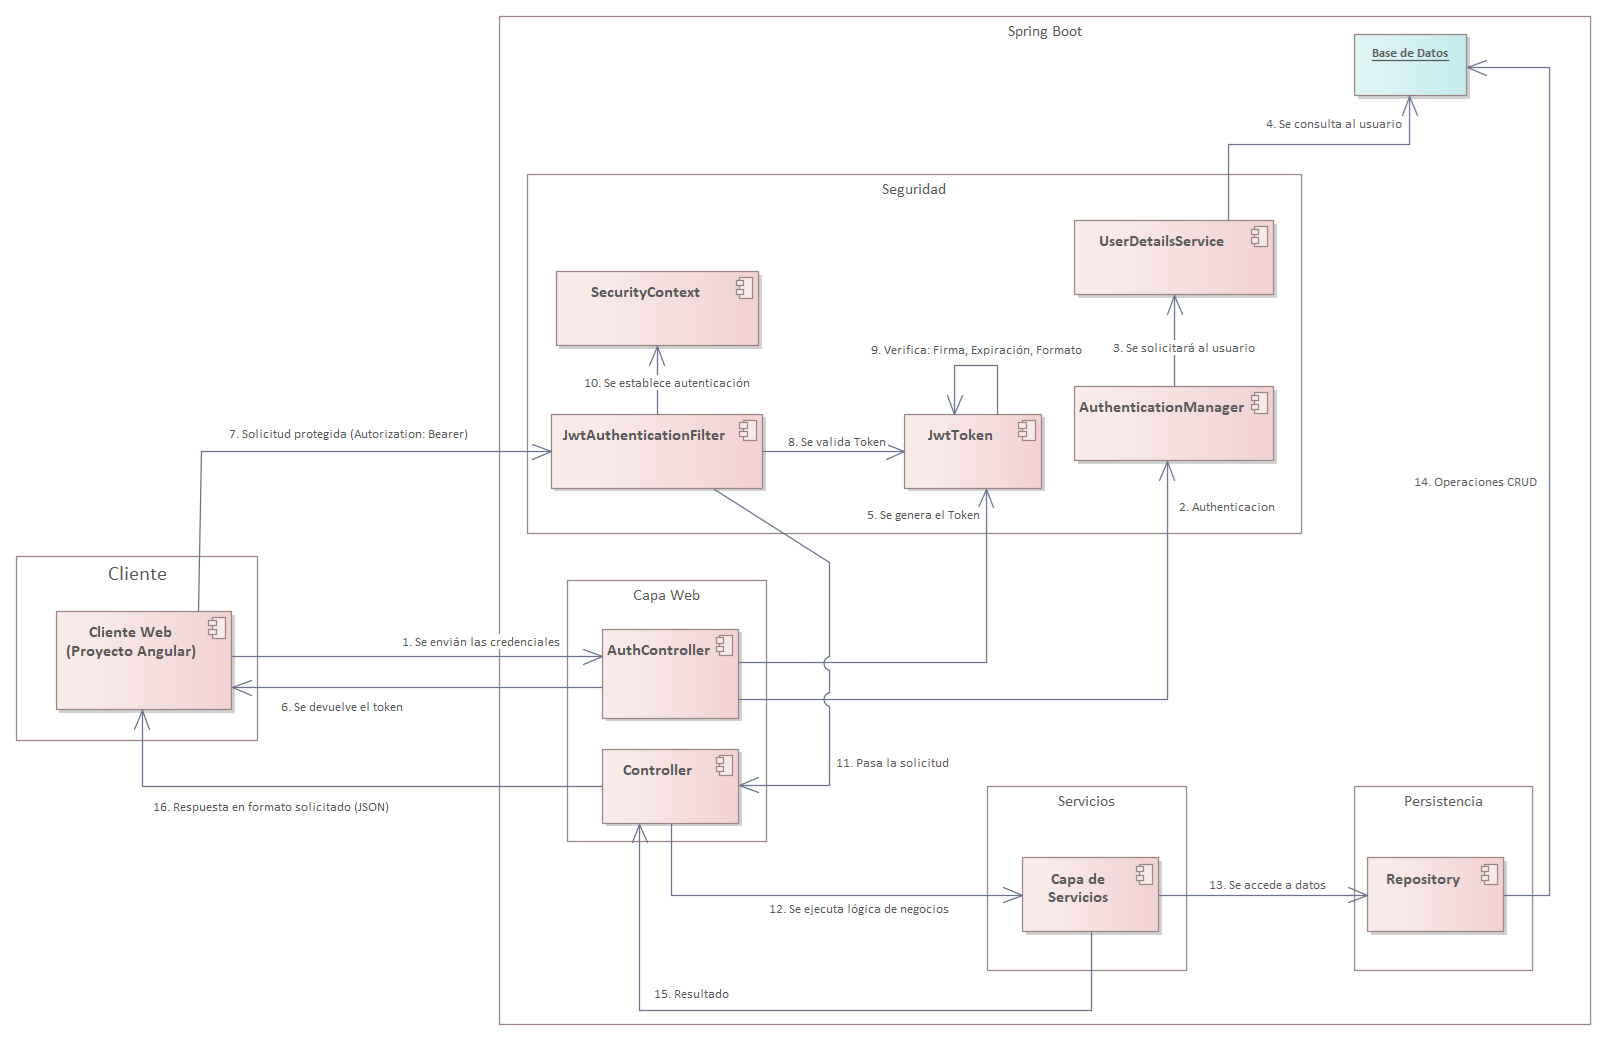 Spring Boot
Base de Datos
4. Se consulta al usuario
Seguridad
UserDetailsService
SecurityContext
9. Verifica: Firma, Expiración, Formato
3. Se solicitará al usuario
10. Se establece autenticación
AuthenticationManager
7. Solicitud protegida (Autorization: Bearer)
JwtAuthenticationFilter
8. Se valida Token
JwtToken
14. Operaciones CRUD
5. Se genera el Token
2. Authenticacion
Cliente
Capa Web
Cliente Web
(Proyecto Angular)
1. Se envián las credenciales
AuthController
6. Se devuelve el token
11. Pasa la solicitud
Controller
16. Respuesta en formato solicitado (JSON)
Servicios
Persistencia
Capa de
Servicios
13. Se accede a datos
Repository
12. Se ejecuta lógica de negocios
15. Resultado